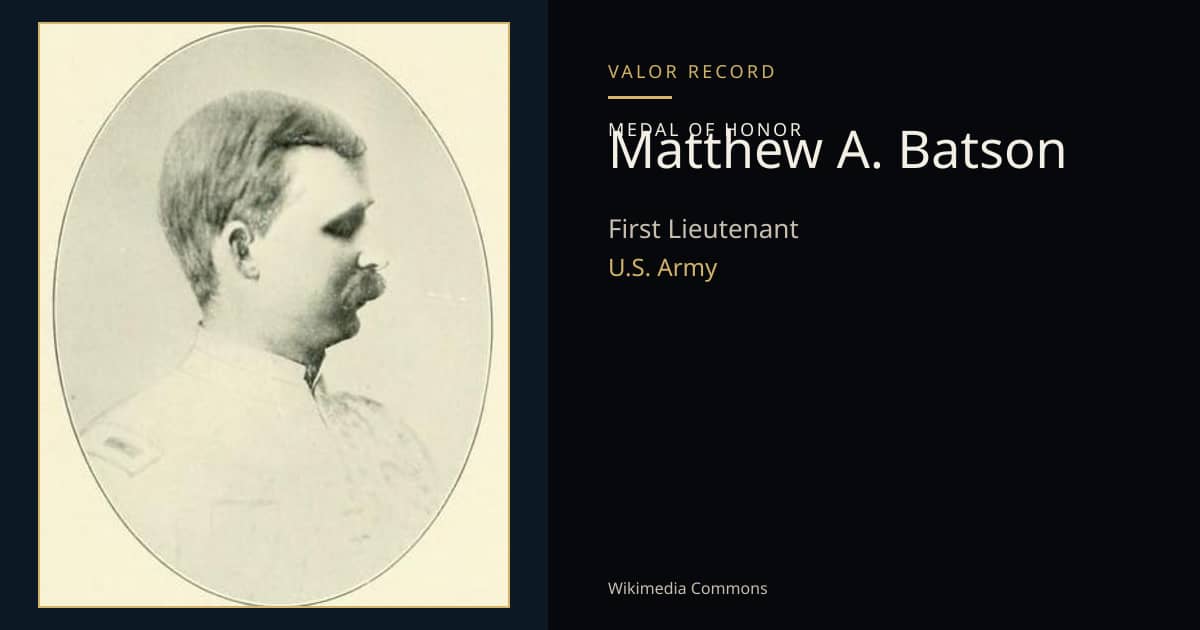 VALOR RECORD
MEDAL OF HONOR
Matthew A. Batson
First Lieutenant
U.S. Army
Wikimedia Commons